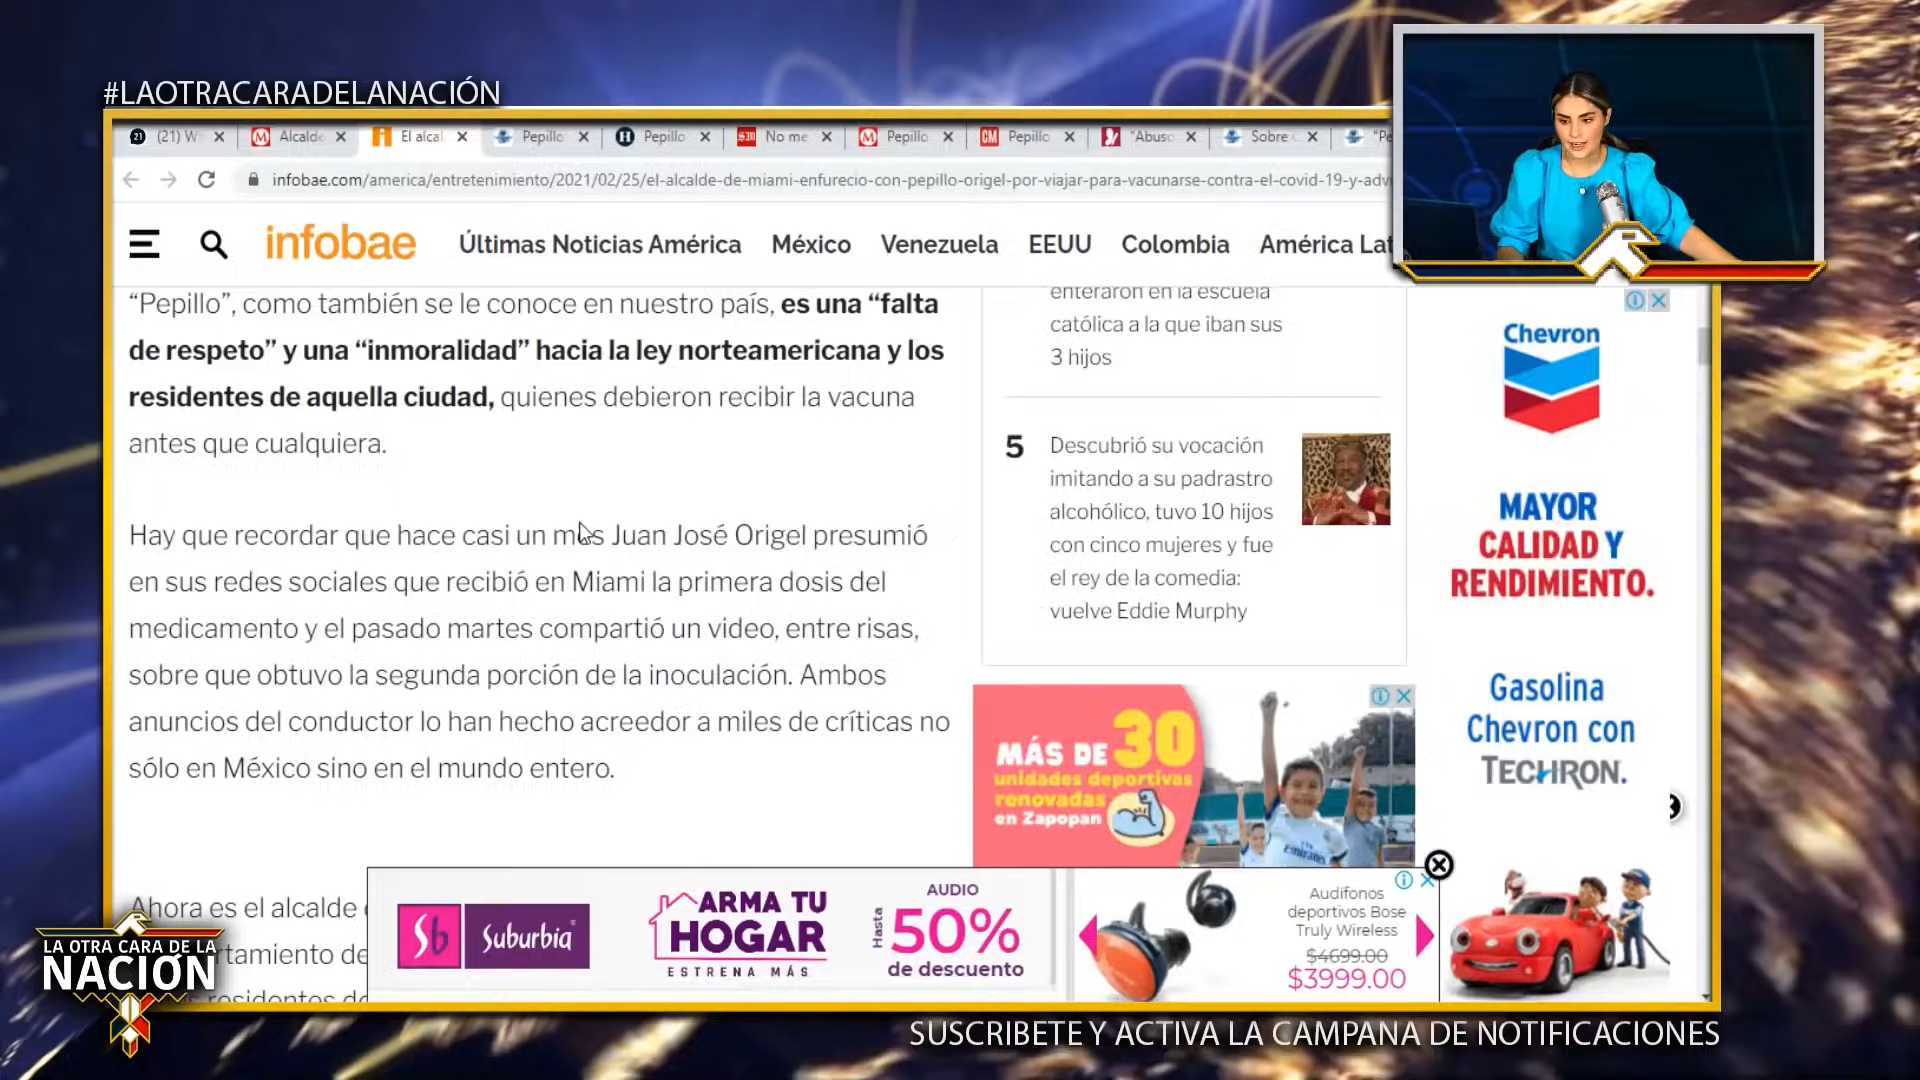 #LAOTRACARADELANACIÓN
(21) W
Alcalde
El alcal
Pepillo
Pepillo
No me
Pepillo
Pepillo
"Abuso
Sobre
"Pe
infobae.com/america/entretenimiento/2021/02/25/el-alcalde-de-miami-enfurecio-con-pepillo-origel-por-viajar-para-vacunarse-contra-el-covid-19-y-adv
infobae
Últimas Noticias América
México
Venezuela
EEUU
Colombia
América Lat
“Pepillo”, como también se le conoce en nuestro país, es una “falta
de respeto” y una “inmoralidad” hacia la ley norteamericana y los
residentes de aquella ciudad, quienes debieron recibir la vacuna
antes que cualquiera.
Hay que recordar que hace casi un mes Juan José Origel presumió
en sus redes sociales que recibió en Miami la primera dosis del
medicamento y el pasado martes compartió un video, entre risas,
sobre que obtuvo la segunda porción de la inoculación. Ambos
anuncios del conductor lo han hecho acreedor a miles de críticas no
sólo en México sino en el mundo entero.
Ahora es el alcalde
rtamiento de
residentes de
enteraron en la escuela
católica a la que iban sus
3 hijos
5
Descubrió su vocación
imitando a su padrastro
alcohólico, tuvo 10 hijos
con cinco mujeres y fue
el rey de la comedia:
vuelve Eddie Murphy
MÁS DE 30
unidades deportivas
renovadas
en Zapopan
Emirates
Chevron
MAYOR
CALIDAD Y
RENDIMIENTO.
Gasolina
Chevron con
TECHRON.
Sb
Suburbia
ARMA TU
HOGAR
ESTRENA MÁS
AUDIO
Hasta
50%
de descuento
Audífonos
deportivos Bose
Truly Wireless
$4699.00
$3999.00
LA OTRA CARA DE LA
NACIÓN
SUSCRIBETE Y ACTIVA LA CAMPANA DE NOTIFICACIONES